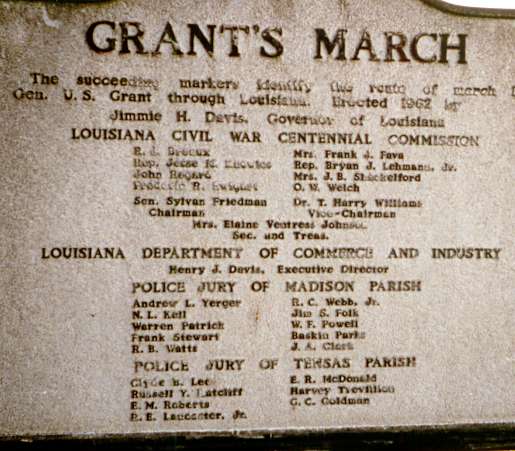 GRANT'S MARCH
The succeeding markers identify the route of march
Gen. U.S. Grant through Louisiana. Erected 1962 by
Jimmie H. Davis, Governor of Louisiana
LOUISIANA CIVIL WAR CENTENNIAL COMMISSION
Mrs. Frank J. Fava
Rep. Jesse Rep. Bryan J. Lehmann, Jr.
John Mrs. J. B. Shackelford
Frederic R. Swigart O. W. Welch
Sen. Sylvan Friedman Dr. T. Harry Williams
Chairman Vice-Chairman
Mrs. Elaine Ventress Johnson
Sec. and Treas.
LOUISIANA DEPARTMENT OF COMMERCE AND INDUSTRY
Henry J. Davis, Executive Director
POLICE JURY OF MADISON PARISH
Andrew L. Yerger R. C. Webb, Jr.
N. L. Kell Jim S. Folk
Warren Patrick W. F. Powell
Frank Stewart Baskin Parks
R. B. Watts J. A. Clark
POLICE JURY OF TENSAS PARISH
Clyde B. Lee E. R. McDonald
Russell Y. Ratcliff Harvey Trevillion
E. M. Roberts G. C. Goldman
R. E. Lancaster, Jr.